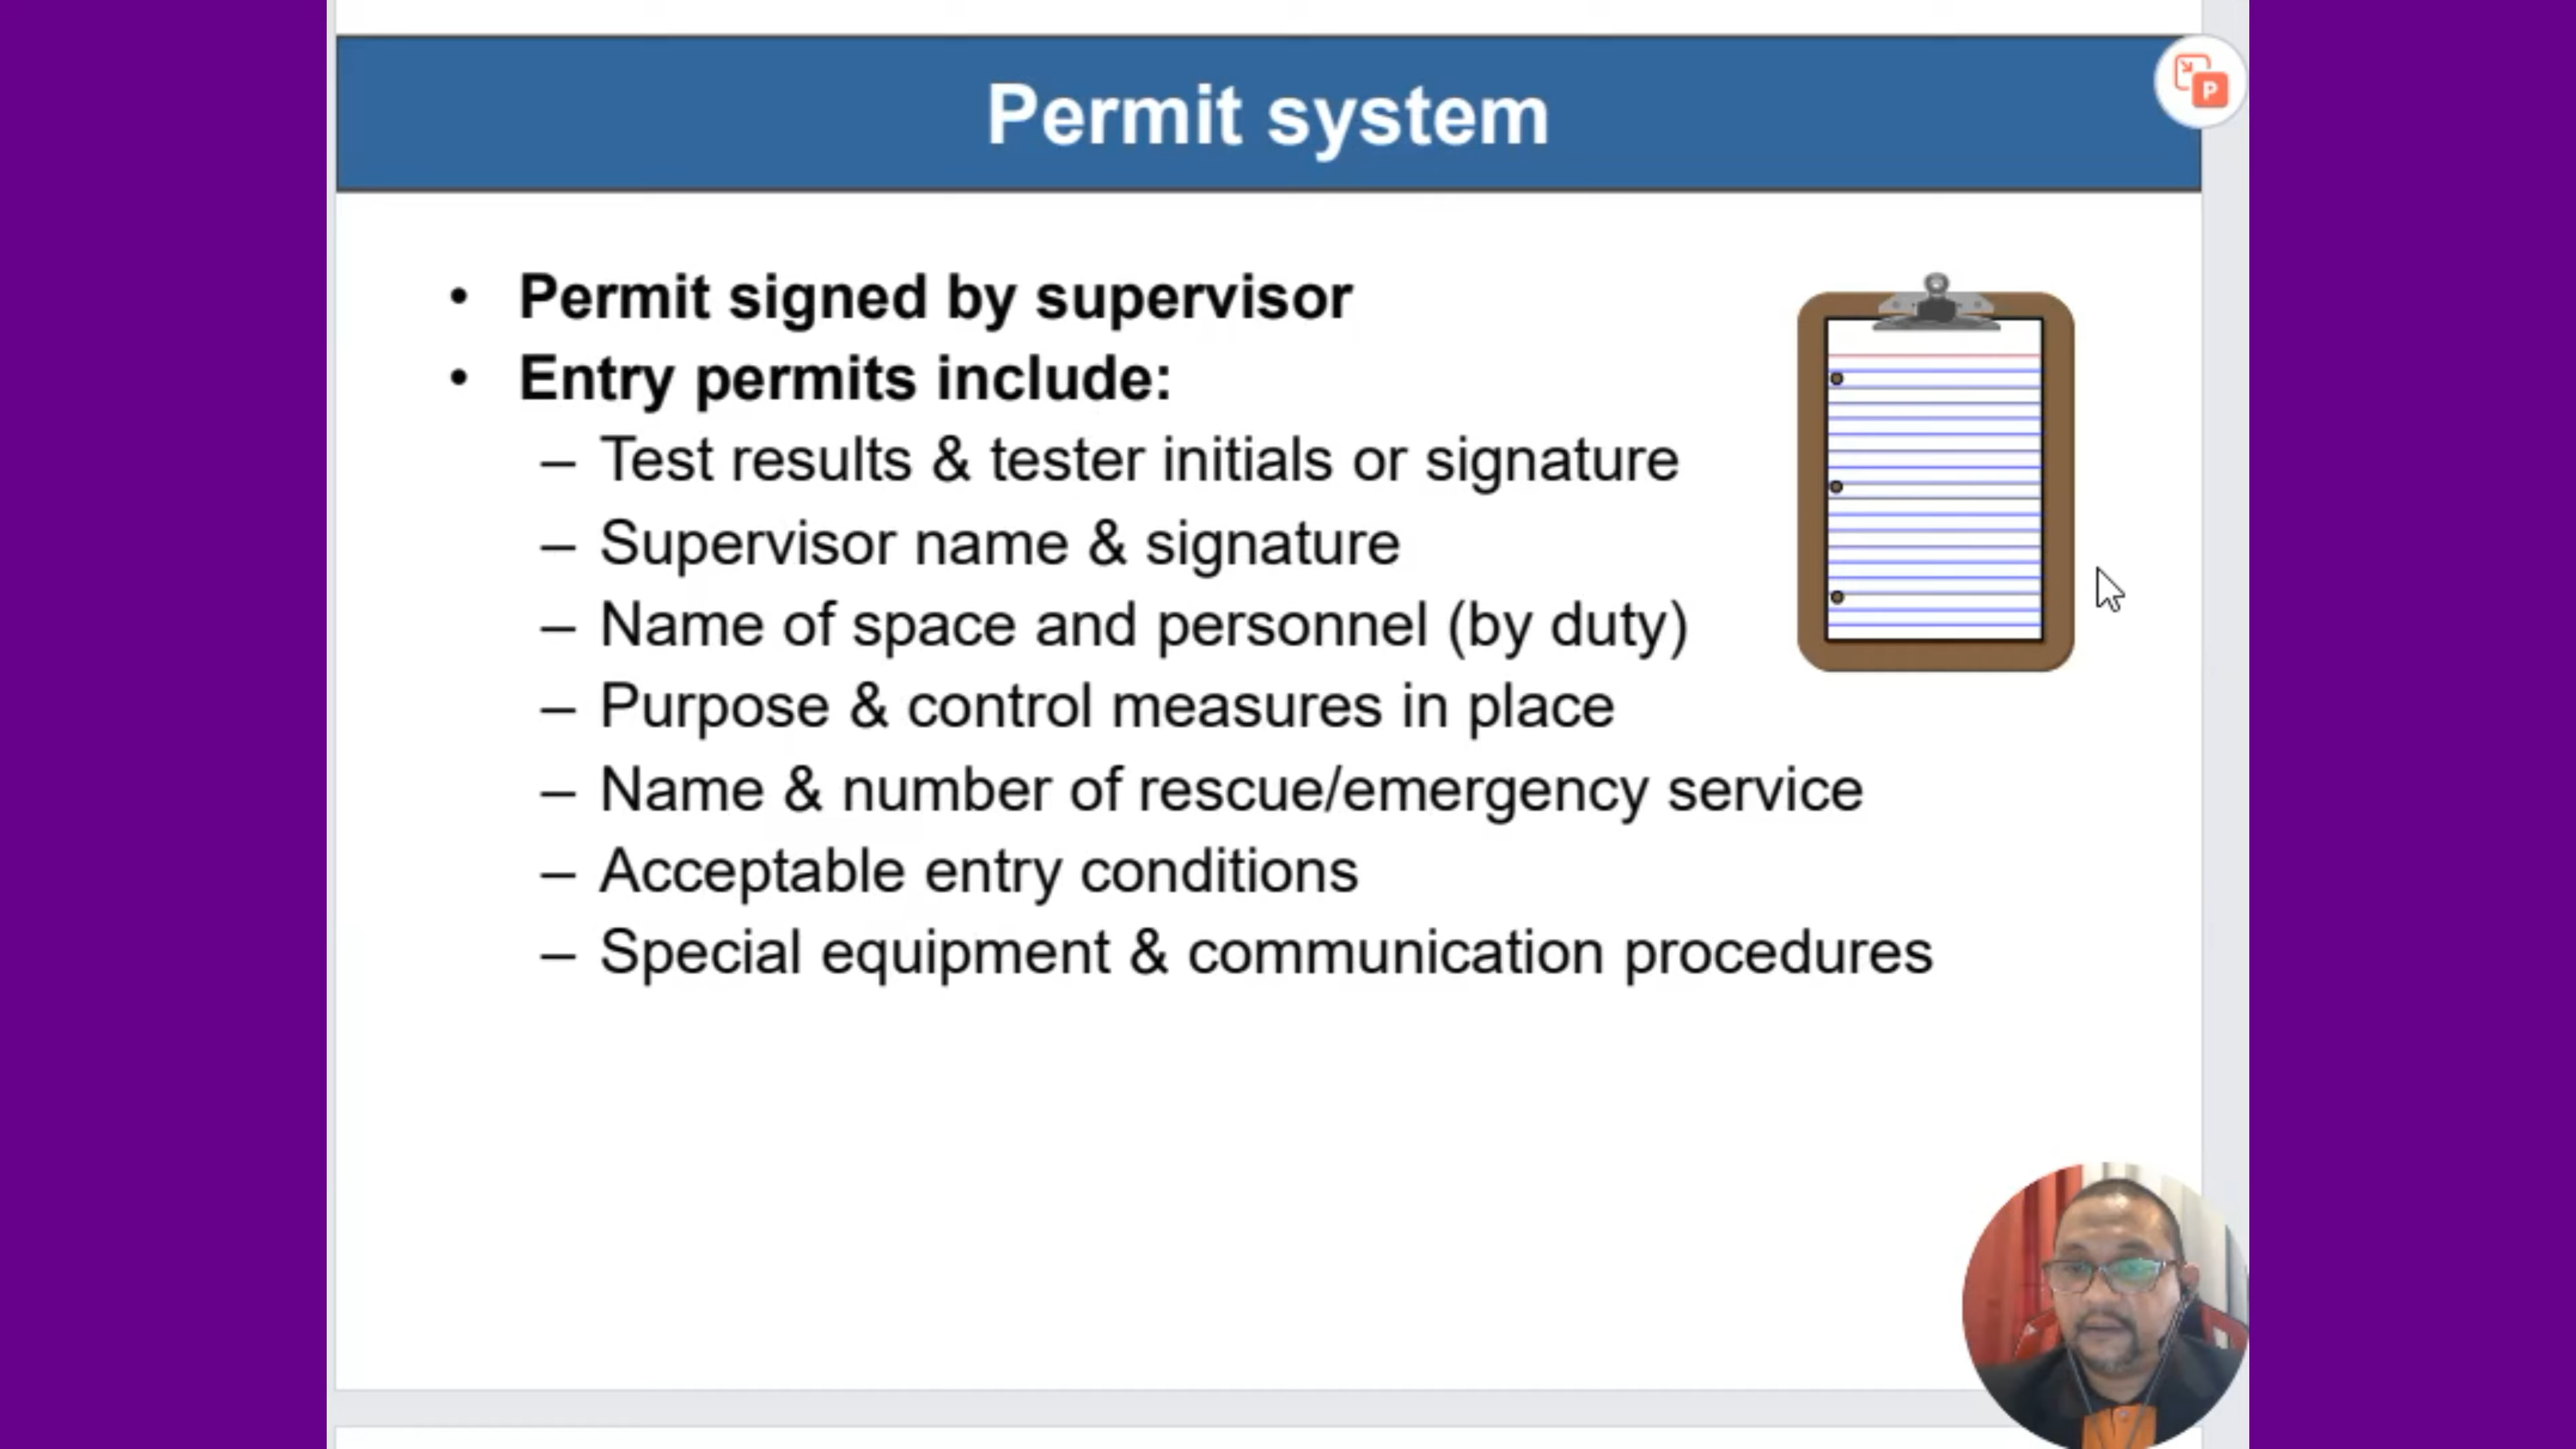 Permit system
P
• Permit signed by supervisor
• Entry permits include:
– Test results & tester initials or signature
– Supervisor name & signature
– Name of space and personnel (by duty)
– Purpose & control measures in place
– Name & number of rescue/emergency service
– Acceptable entry conditions
– Special equipment & communication procedures